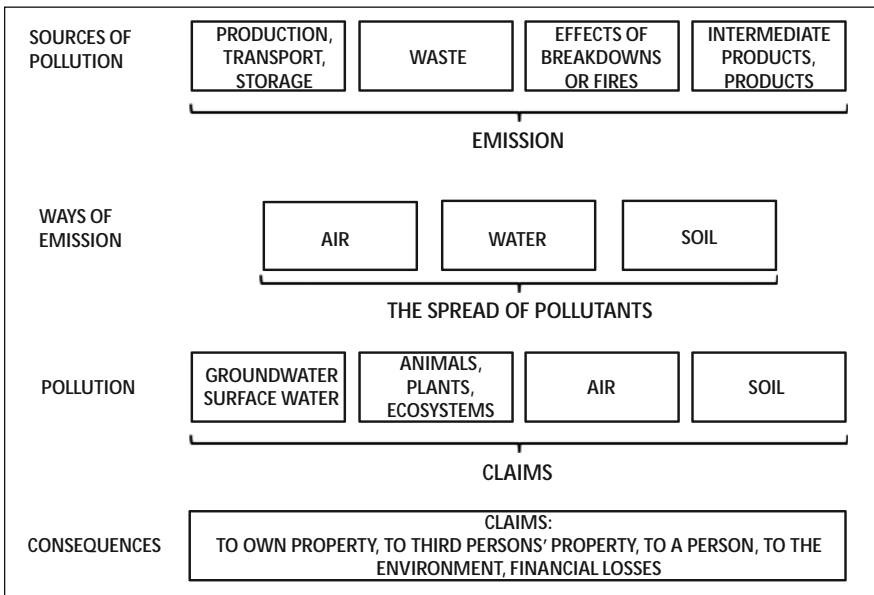 SOURCES OF
POLLUTION
PRODUCTION,
TRANSPORT,
STORAGE
WASTE
EFFECTS OF
BREAKDOWNS
OR FIRES
INTERMEDIATE
PRODUCTS,
PRODUCTS
EMISSION
WAYS OF
EMISSION
AIR
WATER
SOIL
THE SPREAD OF POLLUTANTS
POLLUTION
GROUNDWATER
SURFACE WATER
ANIMALS,
PLANTS,
ECOSYSTEMS
AIR
SOIL
CLAIMS
CONSEQUENCES
CLAIMS:
TO OWN PROPERTY, TO THIRD PERSONS' PROPERTY, TO A PERSON, TO THE
ENVIRONMENT, FINANCIAL LOSSES